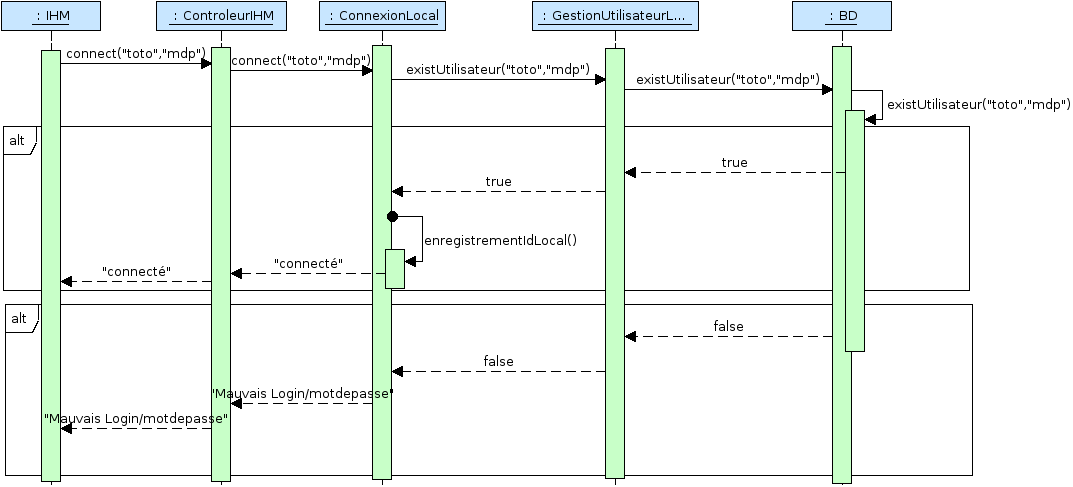 : IHM
: ControleurIHM
: ConnexionLocal
: GestionUtilisateurL...
: BD
connect("toto","mdp")
connect("toto","mdp")
existUtilisateur("toto","mdp")
existUtilisateur("toto","mdp")
existUtilisateur("toto","mdp")
alt
true
true
enregistrementIdLocal()
"connecté"
"connecté"
alt
false
false
"Mauvais Login/motdepasse"
"Mauvais Login/motdepasse"